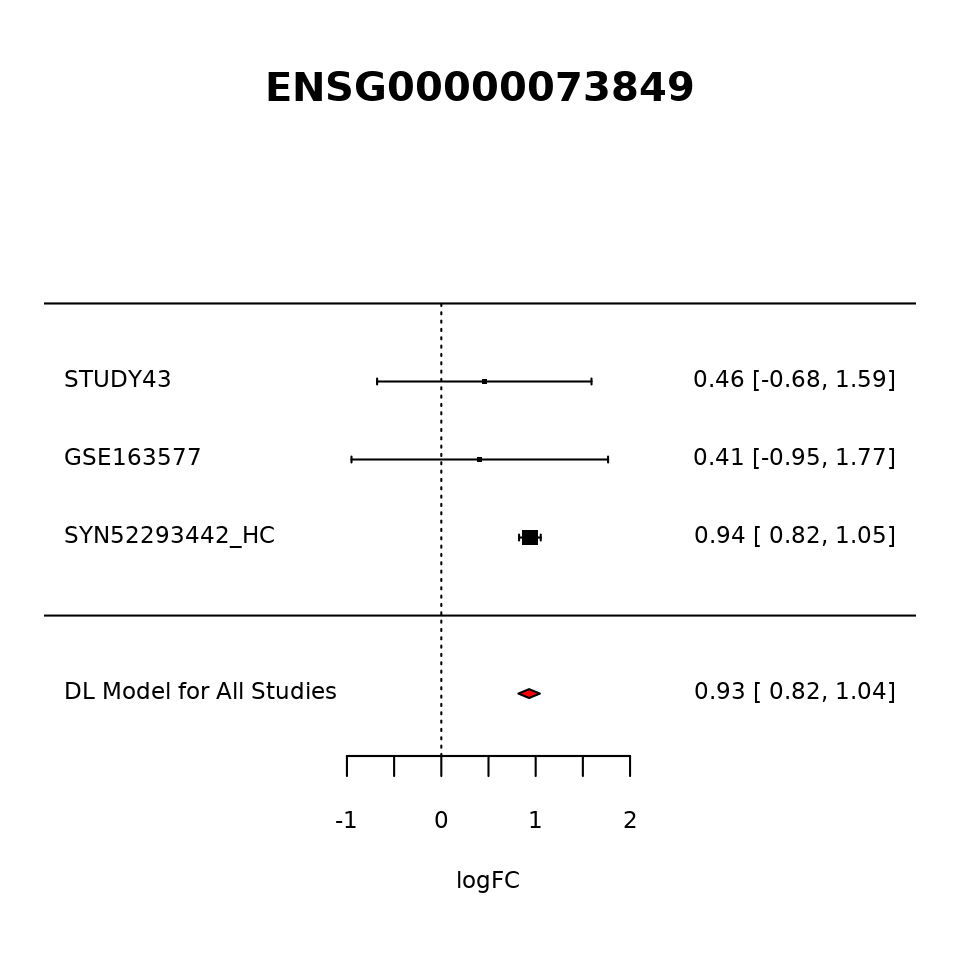 ENSG00000073849
STUDY43 0.46 [-0.68, 1.59]
GSE163577 0.41 [-0.95, 1.77]
SYN52293442_HC 0.94 [ 0.82, 1.05]
DL Model for All Studies 0.93 [ 0.82, 1.04]
-1 0 1 2
logFC